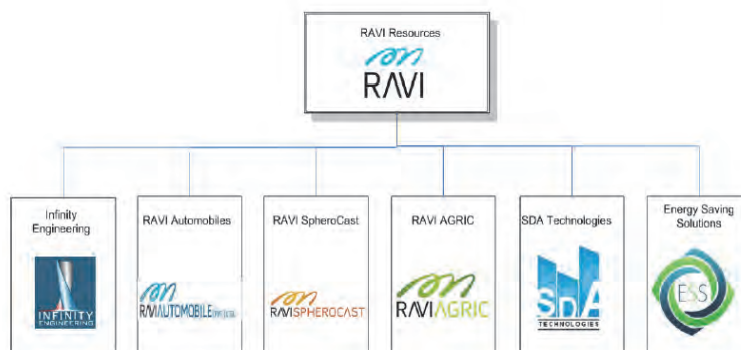 RAVI Resources
RAVI
Infinity
Engineering
INFINITY
ENGINEERING
RAVI Automobiles
RAVIAUTOMOBILE
RAVI SpheroCast
RAVISPHEROCAST
RAVI AGRIC
RAVIAGRIC
SDA Technologies
SDA
TECHNOLOGIES
Energy Saving
Solutions
ESS